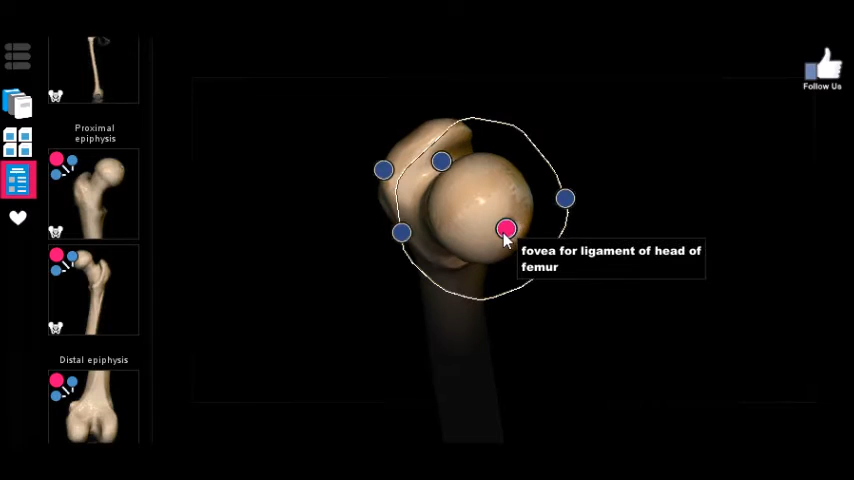 Follow Us
Proximal
epiphysis
fovea for ligament of head of
femur
Distal epiphysis